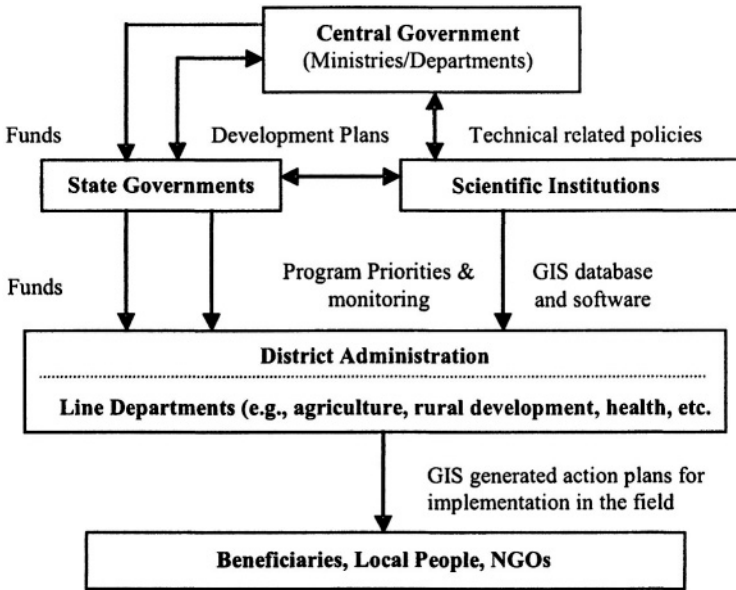 Central Government
(Ministries/Departments)
Funds
Development Plans
Technical related policies
State Governments
Scientific Institutions
Funds
Program Priorities &
monitoring
GIS database
and software
District Administration
Line Departments (e.g., agriculture, rural development, health, etc.
GIS generated action plans for
implementation in the field
Beneficiaries, Local People, NGOs